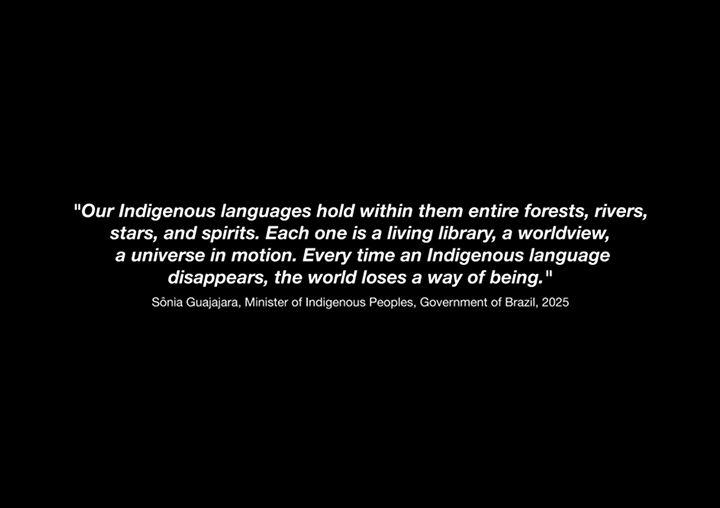 "Our Indigenous languages hold within them entire forests, rivers,
stars, and spirits. Each one is a living library, a worldview,
a universe in motion. Every time an Indigenous language
disappears, the world loses a way of being."
Sônia Guajajara, Minister of Indigenous Peoples, Government of Brazil, 2025